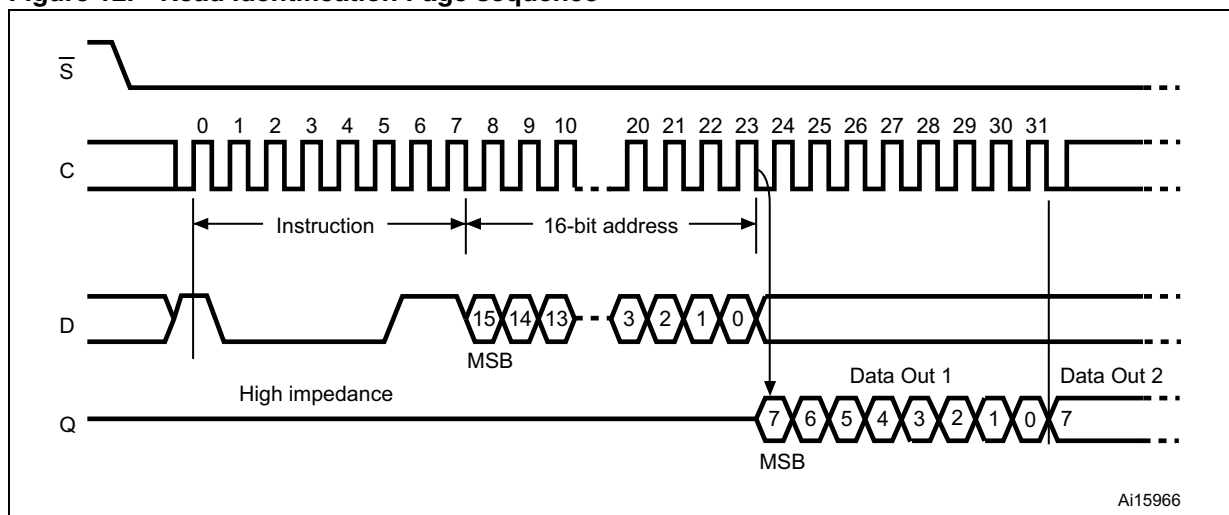 Figure 12. Read Identification Page sequence
S
0 1 2 3 4 5 6 7 8 9 10 20 21 22 23 24 25 26 27 28 29 30 31
C
Instruction 16-bit address
D 15 14 13 3 2 1 0
MSB
Data Out 1 Data Out 2
High impedance
Q 7 6 5 4 3 2 1 0 7
MSB
Ai15966